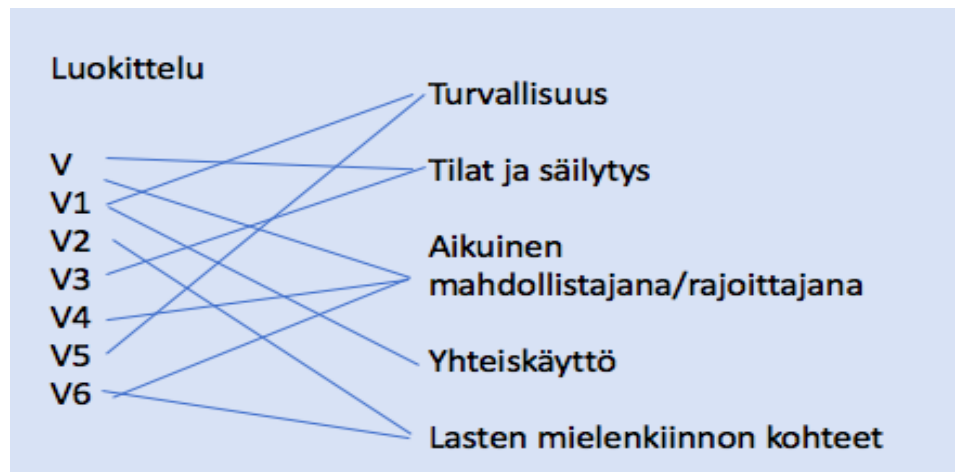 Luokittelu
V
V1
V2
V3
V4
V5
V6
Turvallisuus
Tilat ja säilytys
Aikuinen
mahdollistajana/rajoittajana
Yhteiskäyttö
Lasten mielenkiinnon kohteet